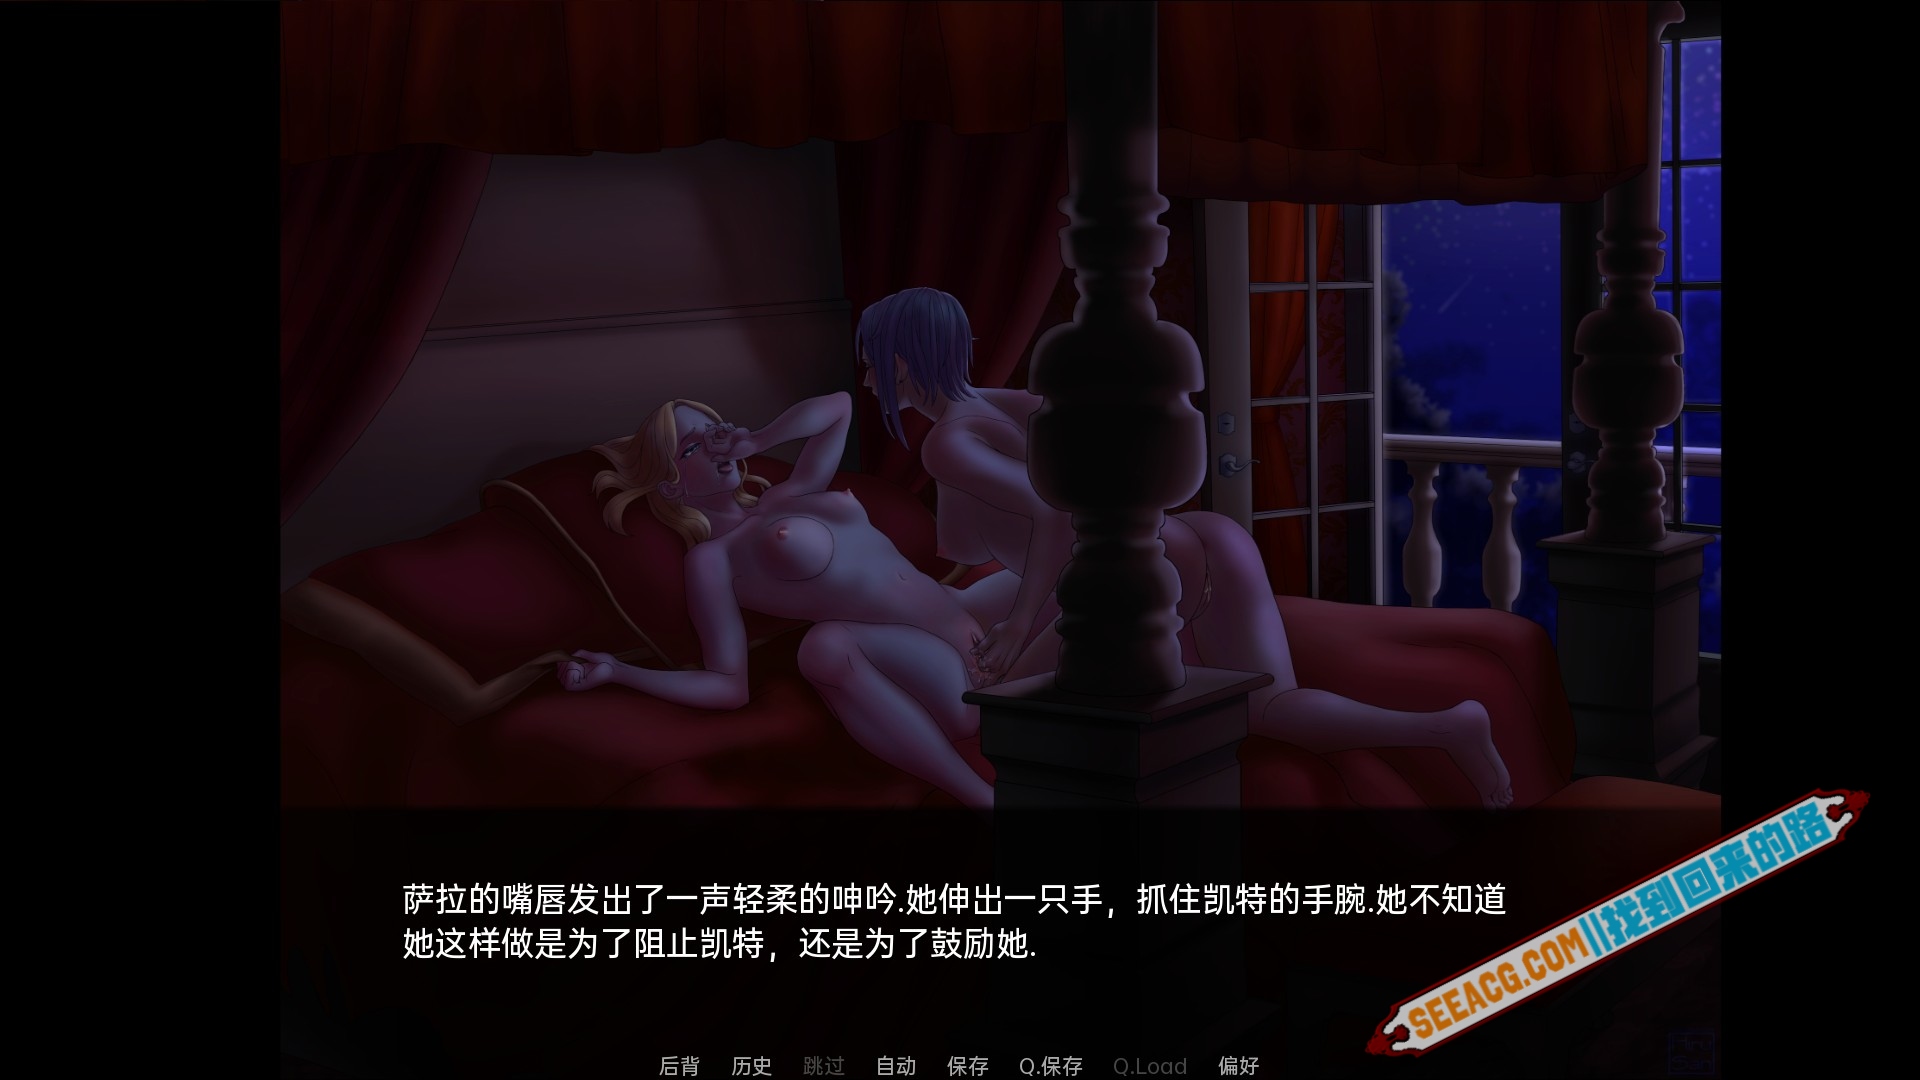 萨拉的嘴唇发出了一声轻柔的呻吟.她伸出一只手，抓住凯特的手腕.她不知道
她这样做是为了阻止凯特，还是为了鼓励她.
SEEACG.COM||找到回来的路
后背 历史 跳过 自动 保存 Q.保存 Q.Load 偏好